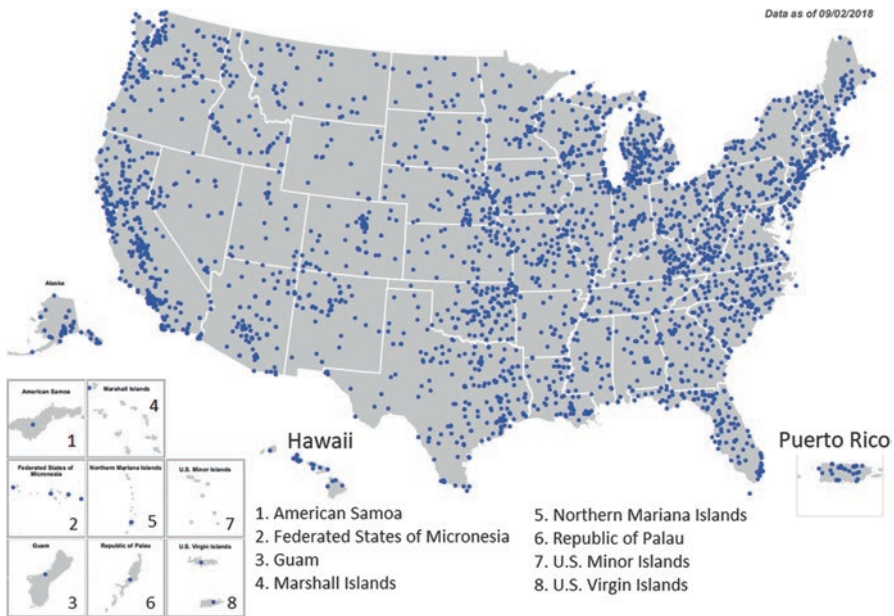 Data as of 09/02/2018
Alaska
American Samoa
1
Marshall Islands
4
Hawaii
Puerto Rico
Federated States of
Micronesia
2
Northern Mariana Islands
5
U.S. Minor Islands
7
Guam
3
Republic of Palau
6
U.S. Virgin Islands
8
1. American Samoa
2. Federated States of Micronesia
3. Guam
4. Marshall Islands
5. Northern Mariana Islands
6. Republic of Palau
7. U.S. Minor Islands
8. U.S. Virgin Islands